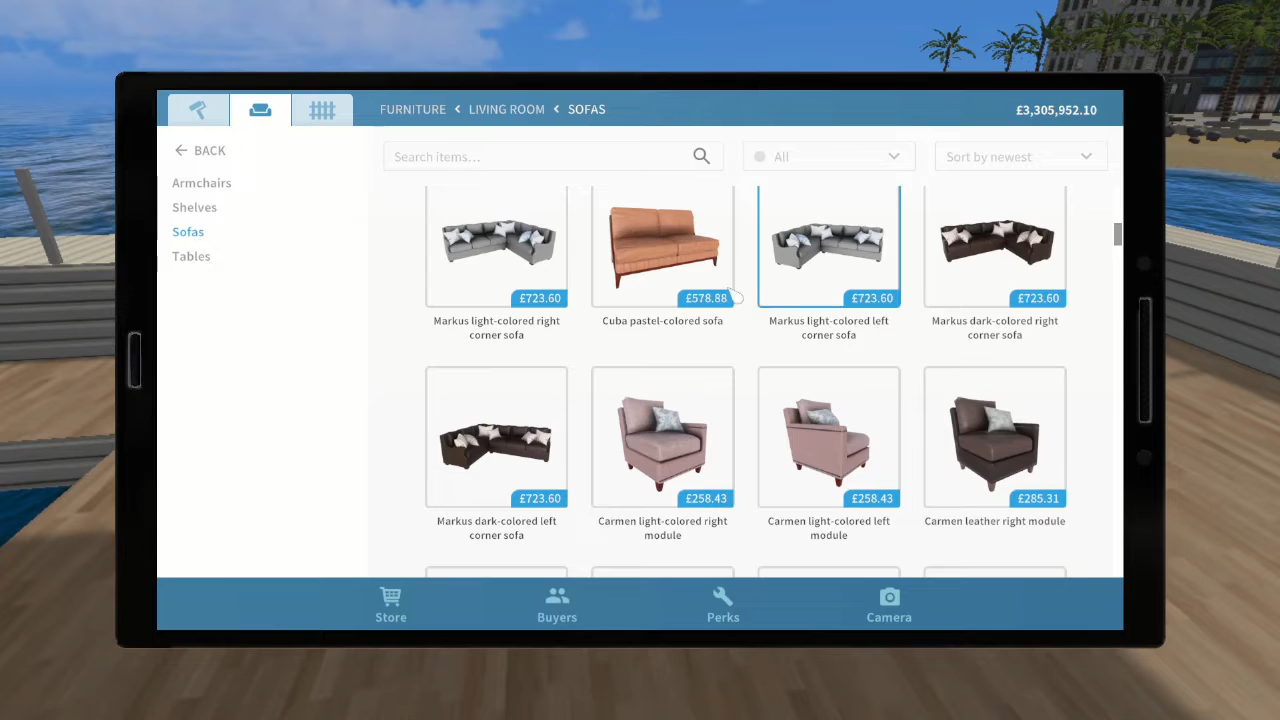 FURNITURE < LIVING ROOM < SOFAS
£3,305,952.10
BACK
Armchairs
Shelves
Sofas
Tables
Search items...
All
Sort by newest
£723.60
£578.88
£723.60
£723.60
Markus light-colored right
corner sofa
Cuba pastel-colored sofa
Markus light-colored left
corner sofa
Markus dark-colored right
corner sofa
£723.60
£258.43
£258.43
£285.31
Markus dark-colored left
corner sofa
Carmen light-colored right
module
Carmen light-colored left
module
Carmen leather right module
Store
Buyers
Perks
Camera